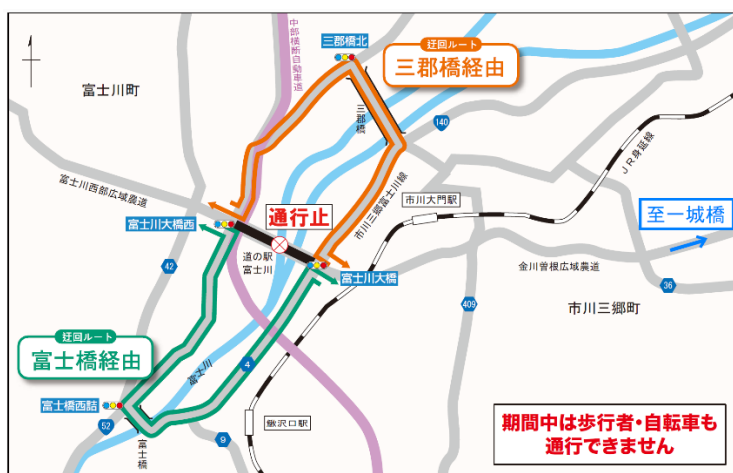 三郡橋北
迂回ルート
三郡橋経由
中部横断自動車道
富士川町
三郡橋
140
JR身延線
富士川西部広域農道
市川三郷富士川線
通行止
市川大門駅
至一城橋
富士川大橋西
道の駅
富士川
富士川大橋
金川曽根広域農道
42
36
409
市川三郷町
迂回ルート
富士橋経由
富士川
4
富士橋西詰
52
富士橋
9
鰍沢口駅
期間中は歩行者・自転車も
通行できません